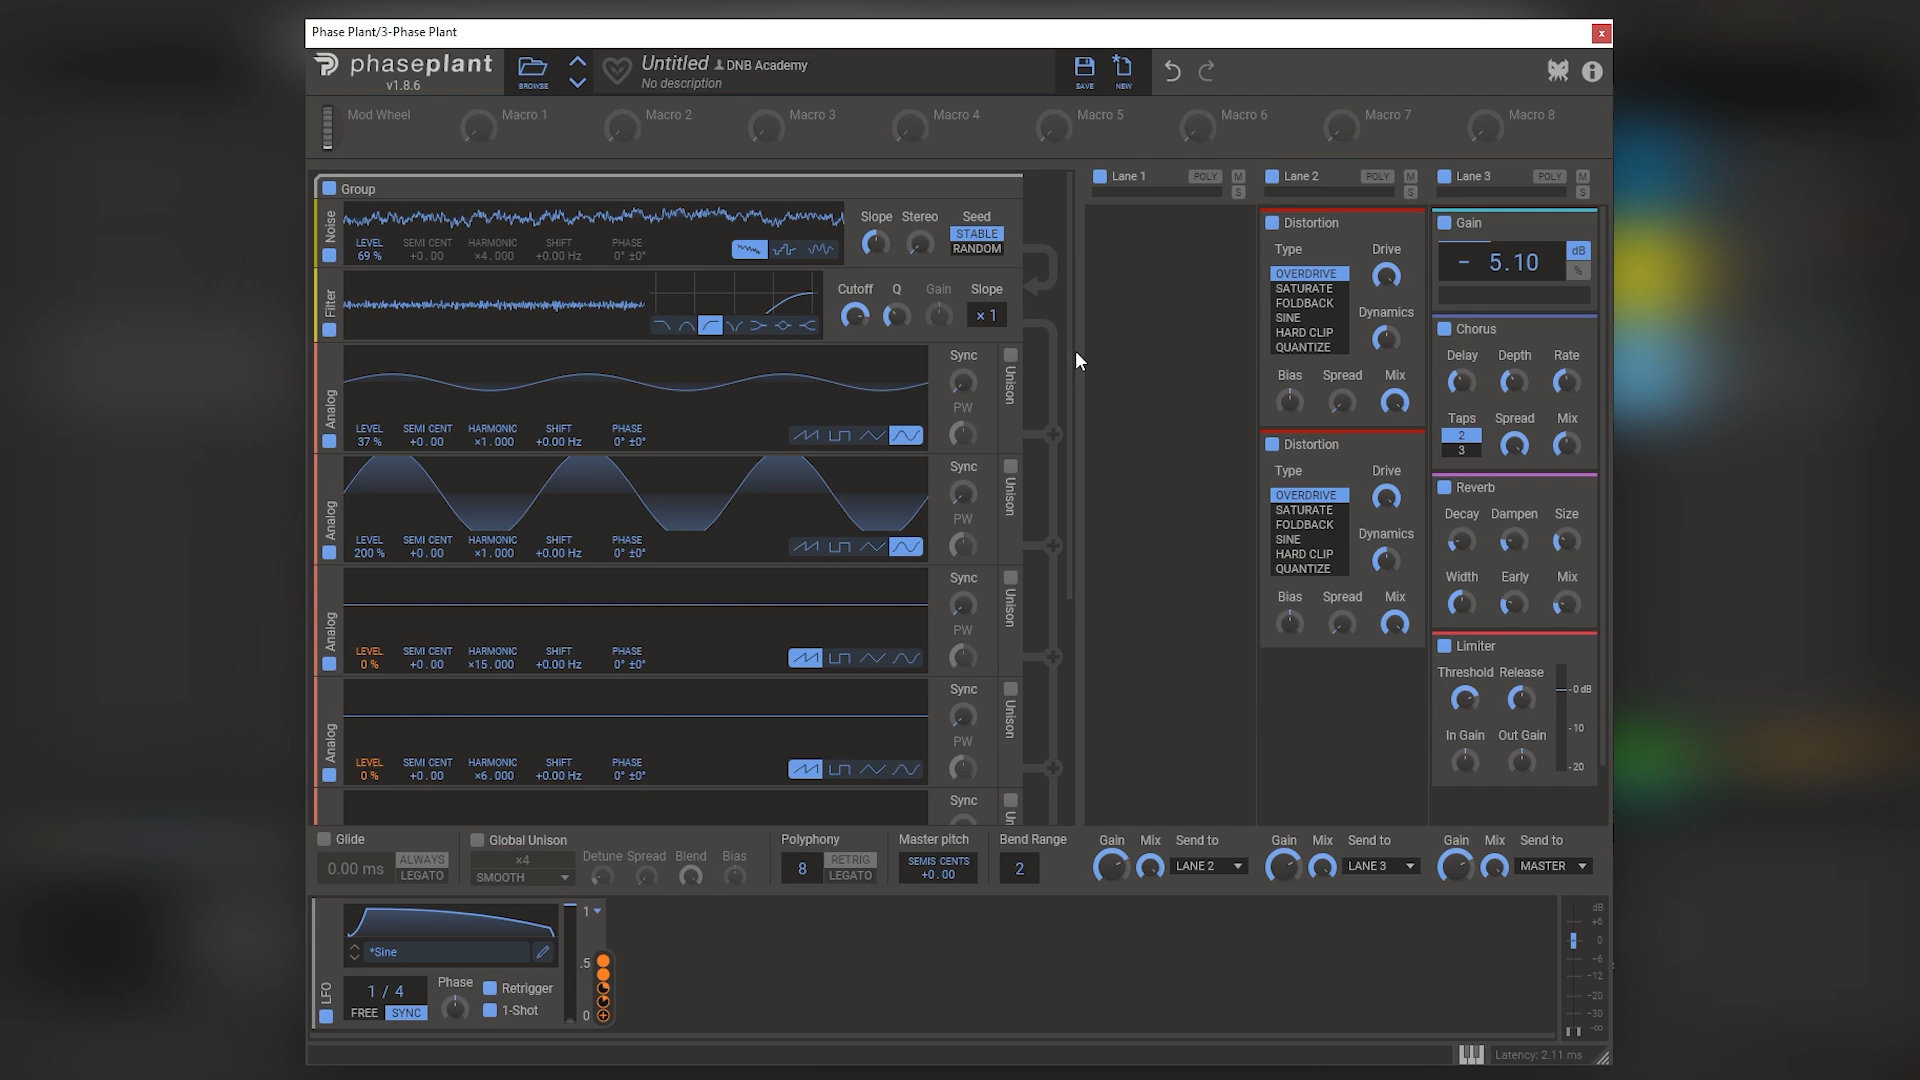 Phase Plant/3-Phase Plant
x
phaseplant
v1.8.6
BROWSE
Untitled DNB Academy
No description
SAVE
NEW
Mod Wheel
Macro 1
Macro 2
Macro 3
Macro 4
Macro 5
Macro 6
Macro 7
Macro 8
Group
Noise
LEVEL SEMI CENT HARMONIC SHIFT PHASE
69 % +0.00 ×4.000 +0.00 Hz 0° ±0°
Slope Stereo Seed
STABLE
RANDOM
Filter
Cutoff Q Gain Slope
× 1
Analog
LEVEL SEMI CENT HARMONIC SHIFT PHASE
37 % +0.00 ×1.000 +0.00 Hz 0° ±0°
Sync
PW
Unison
Analog
LEVEL SEMI CENT HARMONIC SHIFT PHASE
200 % +0.00 ×1.000 +0.00 Hz 0° ±0°
Sync
PW
Unison
Analog
LEVEL SEMI CENT HARMONIC SHIFT PHASE
0 % +0.00 ×15.000 +0.00 Hz 0° ±0°
Sync
PW
Unison
Analog
LEVEL SEMI CENT HARMONIC SHIFT PHASE
0 % +0.00 ×6.000 +0.00 Hz 0° ±0°
Sync
PW
Unison
Sync
Un
Lane 1 POLY M
S
Lane 2 POLY M
S
Distortion
Type Drive
OVERDRIVE
SATURATE
FOLDBACK
SINE
HARD CLIP
QUANTIZE
Dynamics
Bias Spread Mix
Distortion
Type Drive
OVERDRIVE
SATURATE
FOLDBACK
SINE
HARD CLIP
QUANTIZE
Dynamics
Bias Spread Mix
Lane 3 POLY M
S
Gain
- 5.10 dB
%
Chorus
Delay Depth Rate
Taps Spread Mix
2
3
Reverb
Decay Dampen Size
Width Early Mix
Limiter
Threshold Release
-0 dB
-10
-20
In Gain Out Gain
Glide
0.00 ms ALWAYS
LEGATO
Global Unison
x4
SMOOTH
Detune Spread Blend Bias
Polyphony
8 RETRIG
LEGATO
Master pitch
SEMIS CENTS
+0.00
Bend Range
2
Gain Mix Send to
LANE 2
Gain Mix Send to
LANE 3
Gain Mix Send to
MASTER
LFO
*Sine
1 / 4
FREE SYNC
Phase
Retrigger
1-Shot
1
.5
0
dB
+6
0
-6
-12
-20
-30
-∞
Latency: 2.11 ms